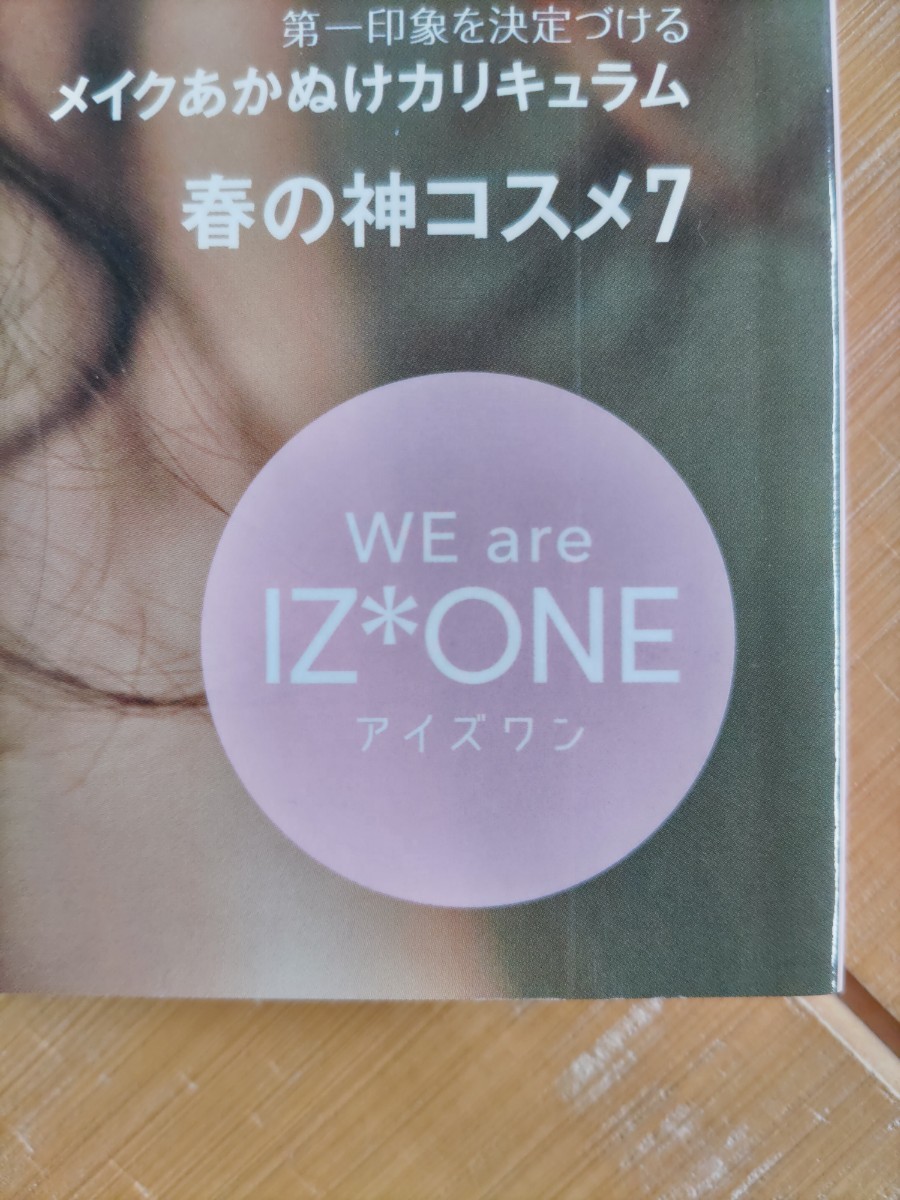 第一印象を決定づける
メイクあかぬけカリキュラム
春の神コスメ7
WE are
IZ*ONE
アイズワン